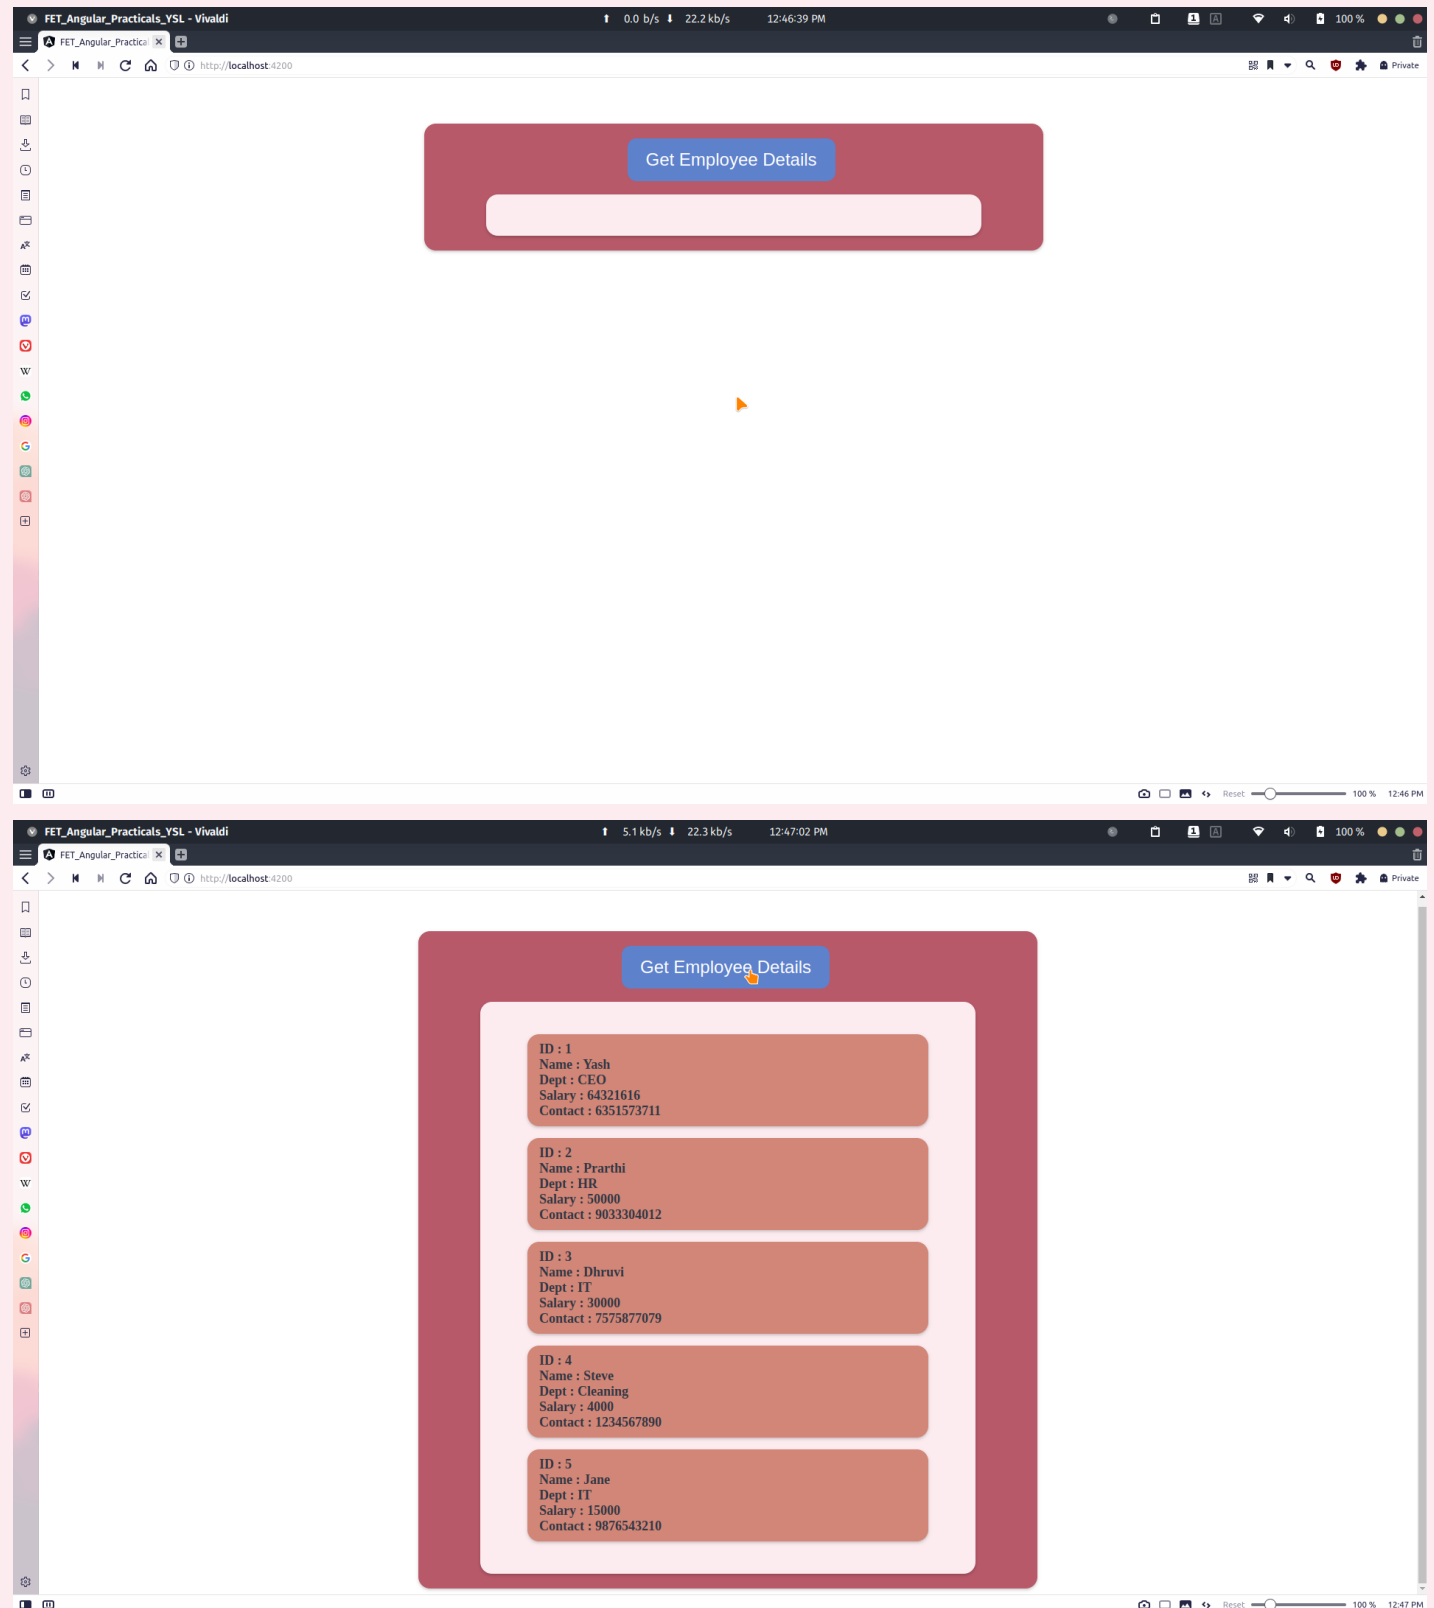 FET_Angular_Practicals_YSL - Vivaldi
0.0 b/s 22.2 kb/s 12:46:39 PM
1 A 100 %
FET_Angular_Practica
http://localhost:4200
Private
Get Employee Details
Reset 100 % 12:46 PM
FET_Angular_Practicals_YSL - Vivaldi
5.1 kb/s 22.3 kb/s 12:47:02 PM
1 A 100 %
FET_Angular_Practica
http://localhost:4200
Private
Get Employee Details
ID : 1
Name : Yash
Dept : CEO
Salary : 64321616
Contact : 6351573711
ID : 2
Name : Prarthi
Dept : HR
Salary : 50000
Contact : 9033304012
ID : 3
Name : Dhruvi
Dept : IT
Salary : 30000
Contact : 7575877079
ID : 4
Name : Steve
Dept : Cleaning
Salary : 4000
Contact : 1234567890
ID : 5
Name : Jane
Dept : IT
Salary : 15000
Contact : 9876543210
Reset 100 % 12:47 PM